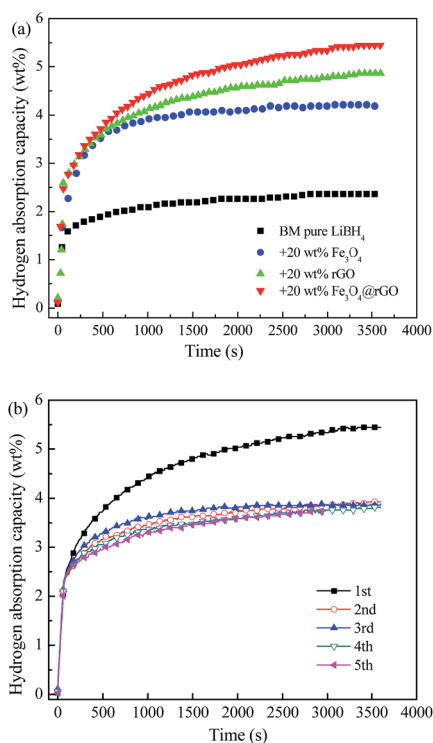 (a)
Hydrogen absorption capacity (wt%)
6
5
4
3
2
1
0
BM pure LiBH4
+20 wt% Fe3O4
+20 wt% rGO
+20 wt% Fe3O4@rGO
0 500 1000 1500 2000 2500 3000 3500 4000
Time (s)
(b)
Hydrogen absorption capacity (wt%)
6
5
4
3
2
1
0
1st
2nd
3rd
4th
5th
0 500 1000 1500 2000 2500 3000 3500 4000
Time (s)